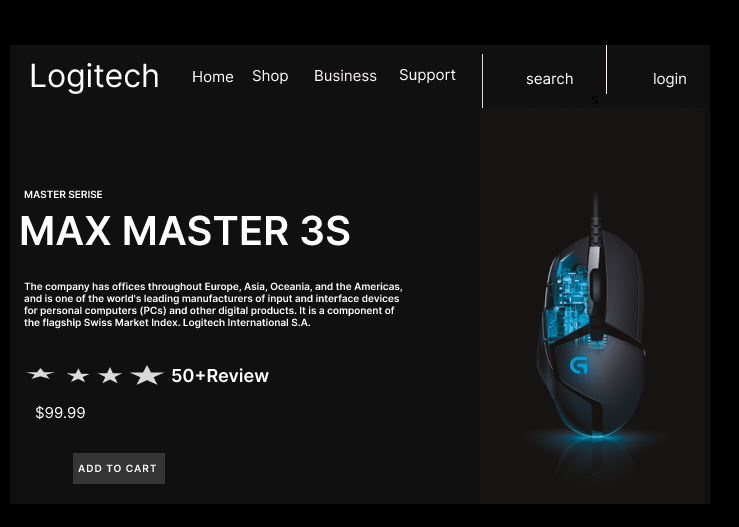 Logitech
Home Shop Business Support search login
s
MASTER SERISE
MAX MASTER 3S
The company has offices throughout Europe, Asia, Oceania, and the Americas,
and is one of the world's leading manufacturers of input and interface devices
for personal computers (PCs) and other digital products. It is a component of
the flagship Swiss Market Index. Logitech International S.A.
50+Review
$99.99
ADD TO CART
G